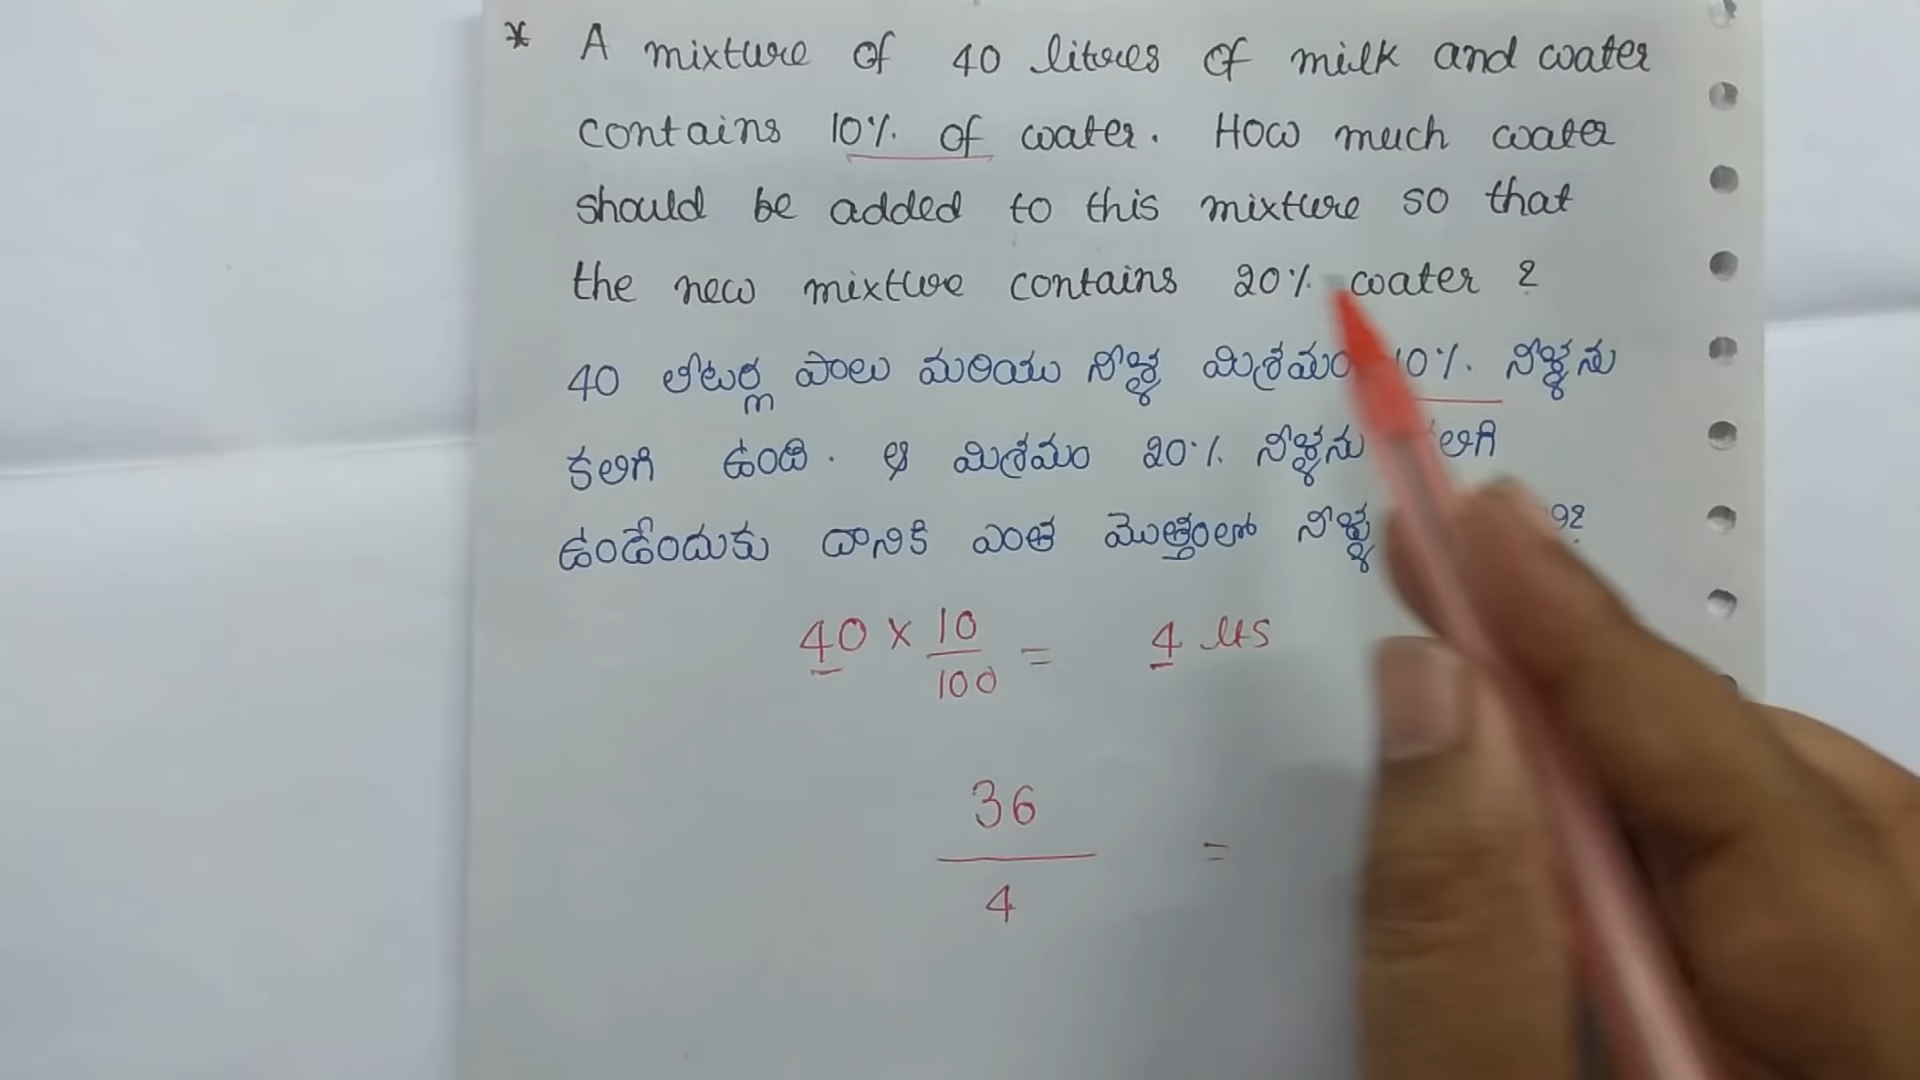 * A mixture of 40 litres of milk and water
contains 10% of water. How much water
should be added to this mixture so that
the new mixture contains 20% water ?
40 లీటర్ల పాలు మరియు నీళ్ళ మిశ్రమం 10% నీళ్ళను
కలిగి ఉంది. ఆ మిశ్రమం 20% నీళ్ళను
ఉండేందుకు దానికి ఎంత మొత్తంలో నీళ్ళు
40 × 10/100 = 4 lts
36/4 =